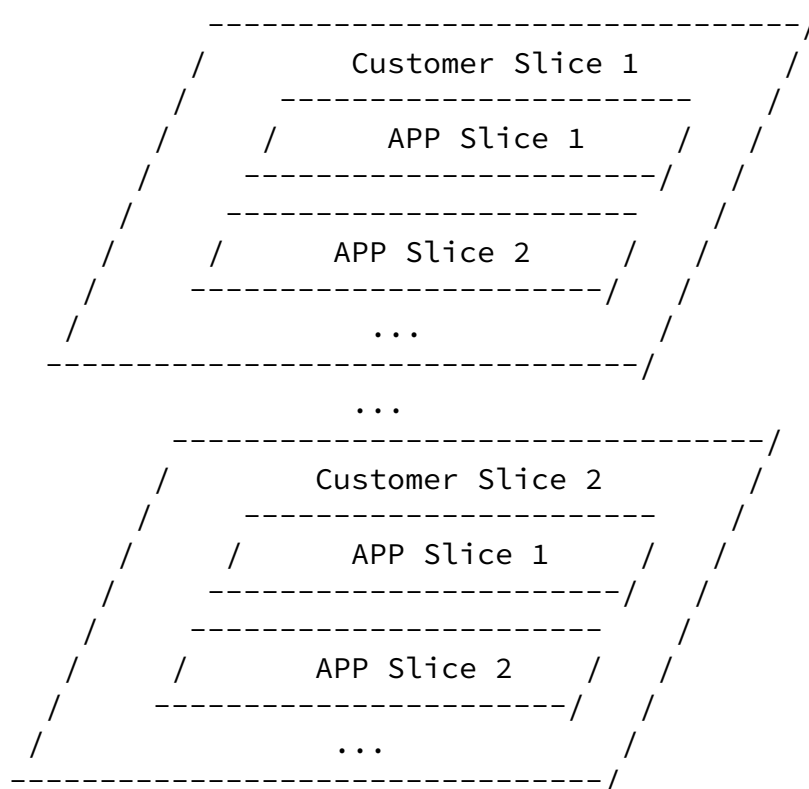 Customer Slice 1
APP Slice 1
APP Slice 2
...
...
Customer Slice 2
APP Slice 1
APP Slice 2
...